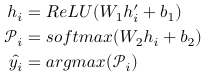 h_i = ReLU(W_1 h'_i + b_1)
𝒫_i = softmax(W_2 h_i + b_2)
ŷ_i = argmax(𝒫_i)